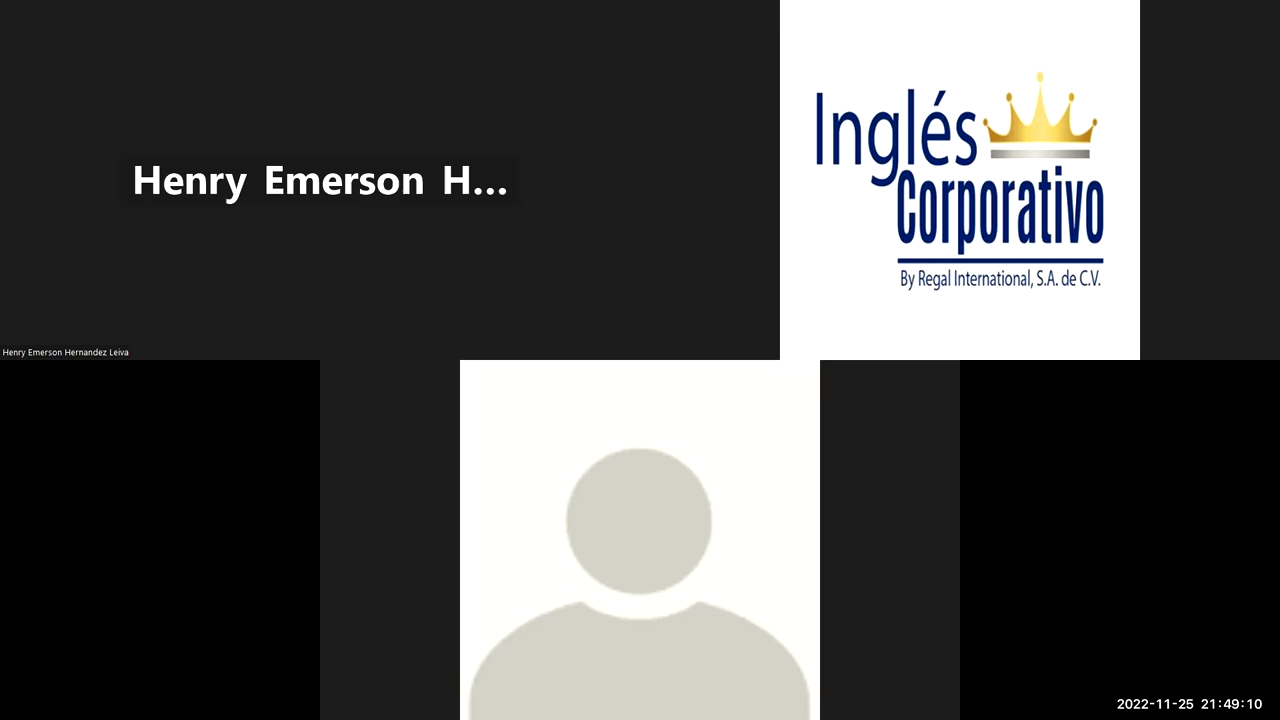 Henry Emerson H...
Inglés
Corporativo
By Regal International, S.A. de C.V.
Henry Emerson Hernandez Leiva
2022-11-25 21:49:10